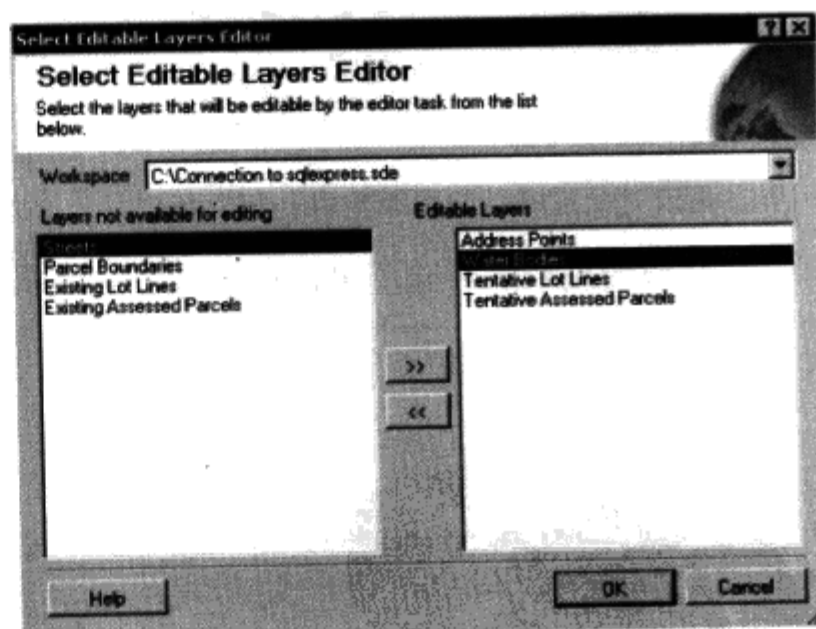 Select Editable Layers Editor
Select Editable Layers Editor
Select the layers that will be editable by the editor task from the list
below.
Workspace C:\Connection to sqlexpress.sde
Layers not available for editing
Streets
Parcel Boundaries
Existing Lot Lines
Existing Assessed Parcels
>>
<<
Editable Layers
Address Points
Water Bodies
Tentative Lot Lines
Tentative Assessed Parcels
Help
OK
Cancel